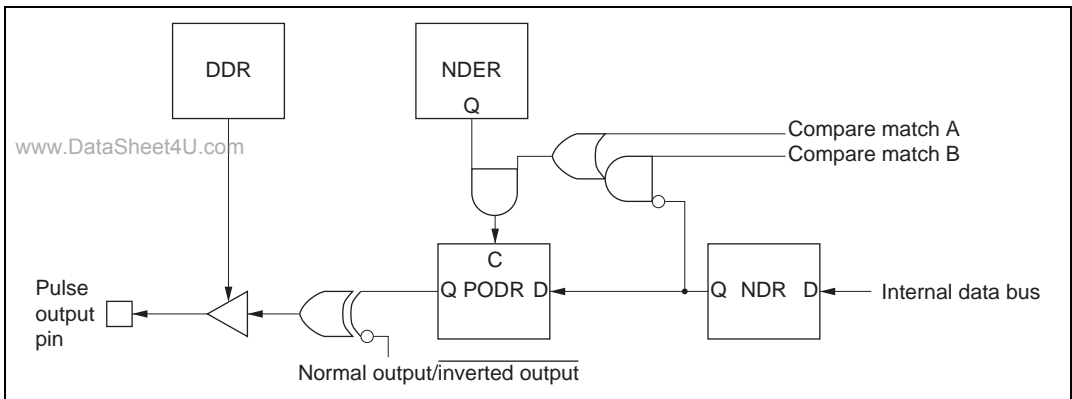 DDR
NDER
Q
www.DataSheet4U.com
Compare match A
Compare match B
C
Q PODR D
Q NDR D
Internal data bus
Pulse
output
pin
Normal output/inverted output